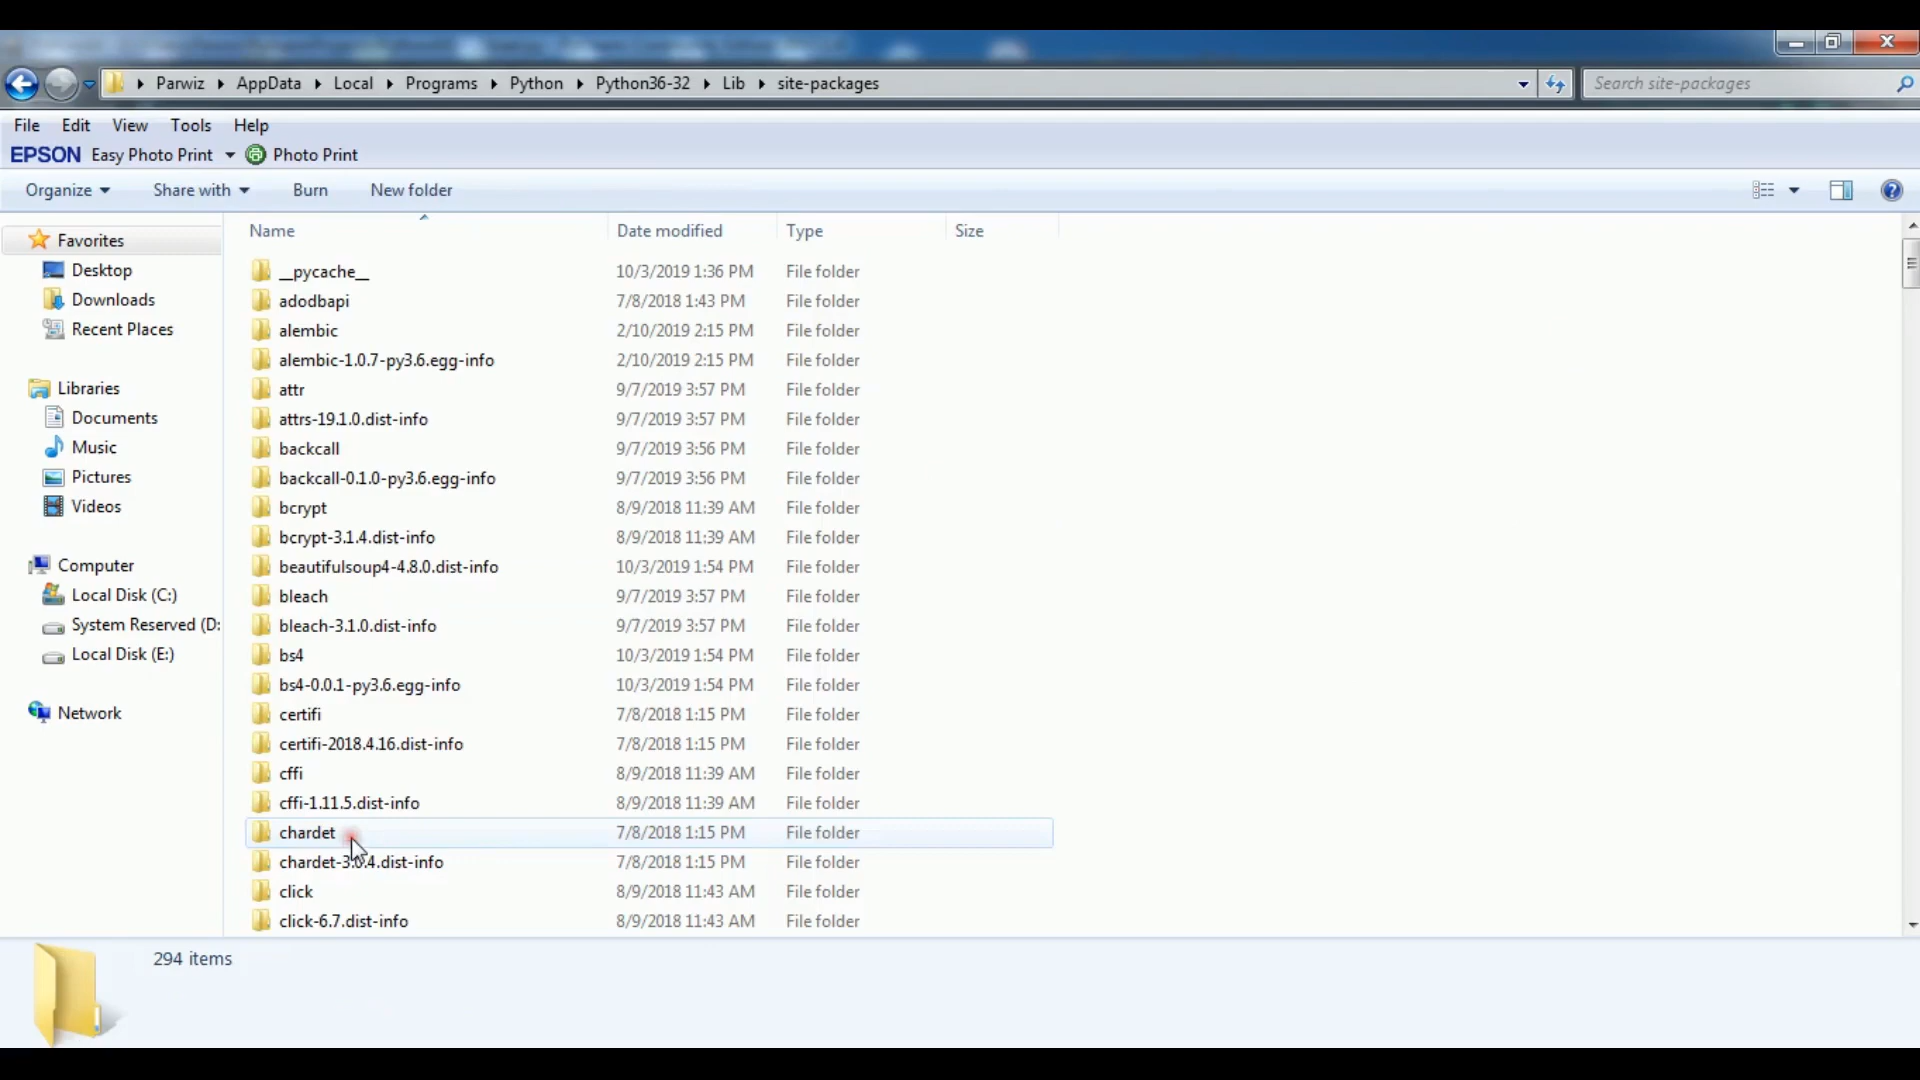 Parwiz AppData Local Programs Python Python36-32 Lib site-packages Search site-packages
File Edit View Tools Help
EPSON Easy Photo Print Photo Print
Organize Share with Burn New folder
Favorites
Desktop
Downloads
Recent Places
Libraries
Documents
Music
Pictures
Videos
Computer
Local Disk (C:)
System Reserved (D:
Local Disk (E:)
Network
Name Date modified Type Size
__pycache__ 10/3/2019 1:36 PM File folder
adodbapi 7/8/2018 1:43 PM File folder
alembic 2/10/2019 2:15 PM File folder
alembic-1.0.7-py3.6.egg-info 2/10/2019 2:15 PM File folder
attr 9/7/2019 3:57 PM File folder
attrs-19.1.0.dist-info 9/7/2019 3:57 PM File folder
backcall 9/7/2019 3:56 PM File folder
backcall-0.1.0-py3.6.egg-info 9/7/2019 3:56 PM File folder
bcrypt 8/9/2018 11:39 AM File folder
bcrypt-3.1.4.dist-info 8/9/2018 11:39 AM File folder
beautifulsoup4-4.8.0.dist-info 10/3/2019 1:54 PM File folder
bleach 9/7/2019 3:57 PM File folder
bleach-3.1.0.dist-info 9/7/2019 3:57 PM File folder
bs4 10/3/2019 1:54 PM File folder
bs4-0.0.1-py3.6.egg-info 10/3/2019 1:54 PM File folder
certifi 7/8/2018 1:15 PM File folder
certifi-2018.4.16.dist-info 7/8/2018 1:15 PM File folder
cffi 8/9/2018 11:39 AM File folder
cffi-1.11.5.dist-info 8/9/2018 11:39 AM File folder
chardet 7/8/2018 1:15 PM File folder
chardet-3.0.4.dist-info 7/8/2018 1:15 PM File folder
click 8/9/2018 11:43 AM File folder
click-6.7.dist-info 8/9/2018 11:43 AM File folder
294 items